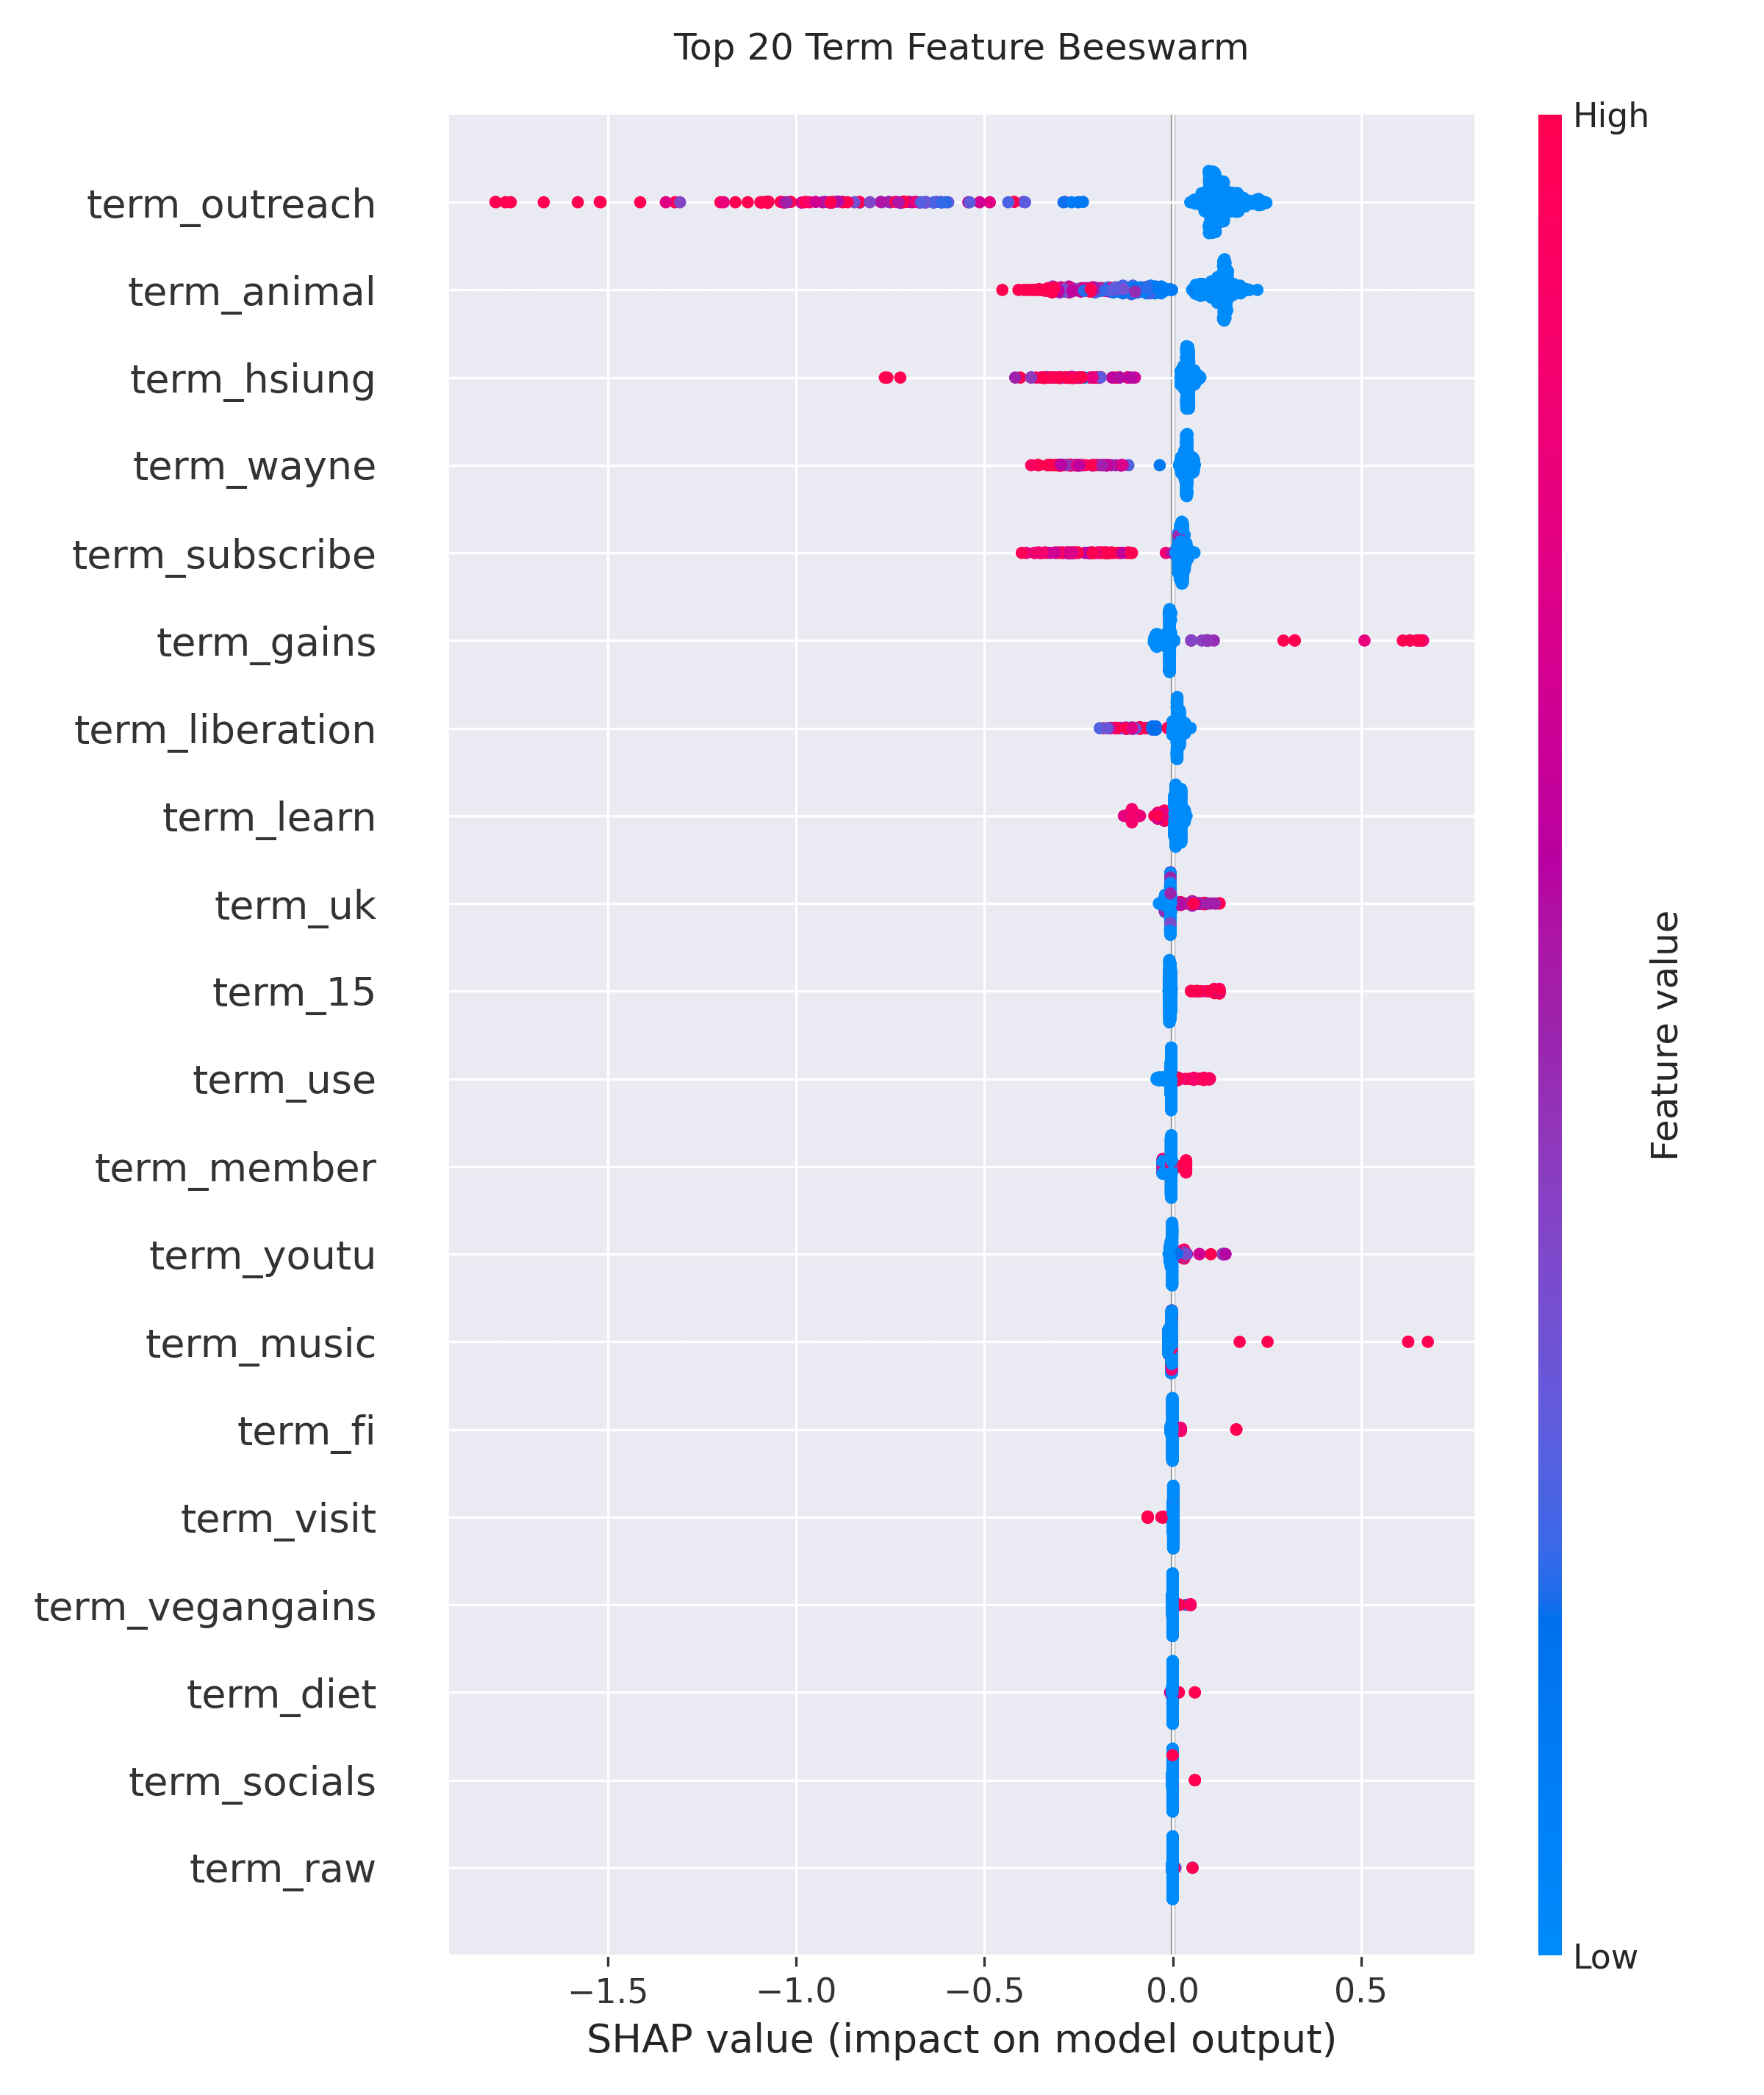 Top 20 Term Feature Beeswarm
High
term_outreach
term_animal
term_hsiung
term_wayne
term_subscribe
term_gains
term_liberation
term_learn
term_uk
term_15
term_use
term_member
term_youtu
term_music
term_fi
term_visit
term_vegangains
term_diet
term_socials
term_raw
Feature value
Low
−1.5 −1.0 −0.5 0.0 0.5
SHAP value (impact on model output)